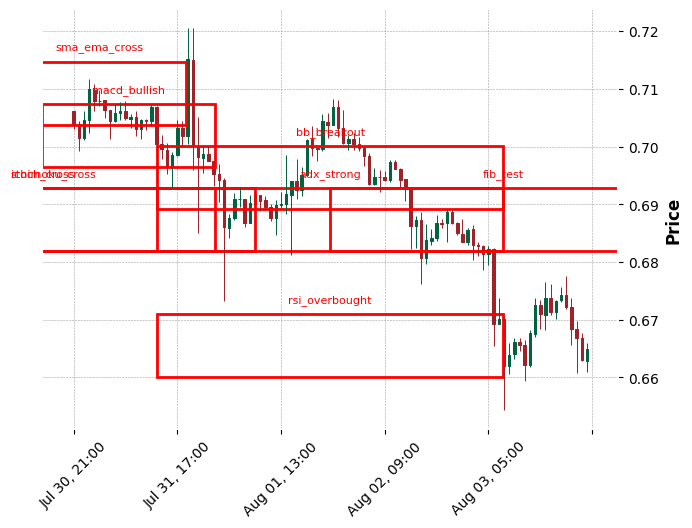 sma_ema_cross
macd_bullish
bb_breakout
adx_strong
fib_test
rsi_overbought
0.72
0.71
0.70
0.69
0.68
0.67
0.66
Price
Jul 30, 21:00
Jul 31, 17:00
Aug 01, 13:00
Aug 02, 09:00
Aug 03, 05:00